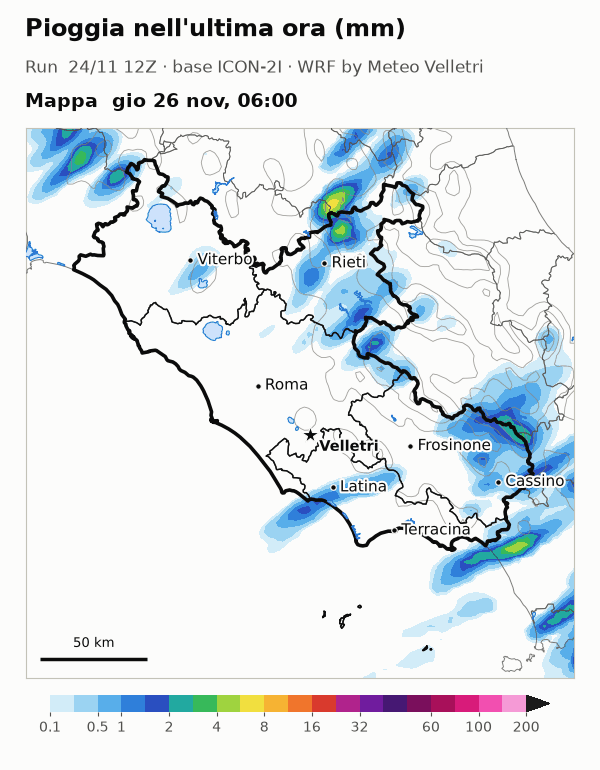 Pioggia nell'ultima ora (mm)
Run 24/11 12Z · base ICON-2I · WRF by Meteo Velletri
Mappa gio 26 nov, 06:00
Viterbo
Rieti
Roma
Velletri
Frosinone
Cassino
Latina
Terracina
50 km
0.1 0.5 1 2 4 8 16 32 60 100 200